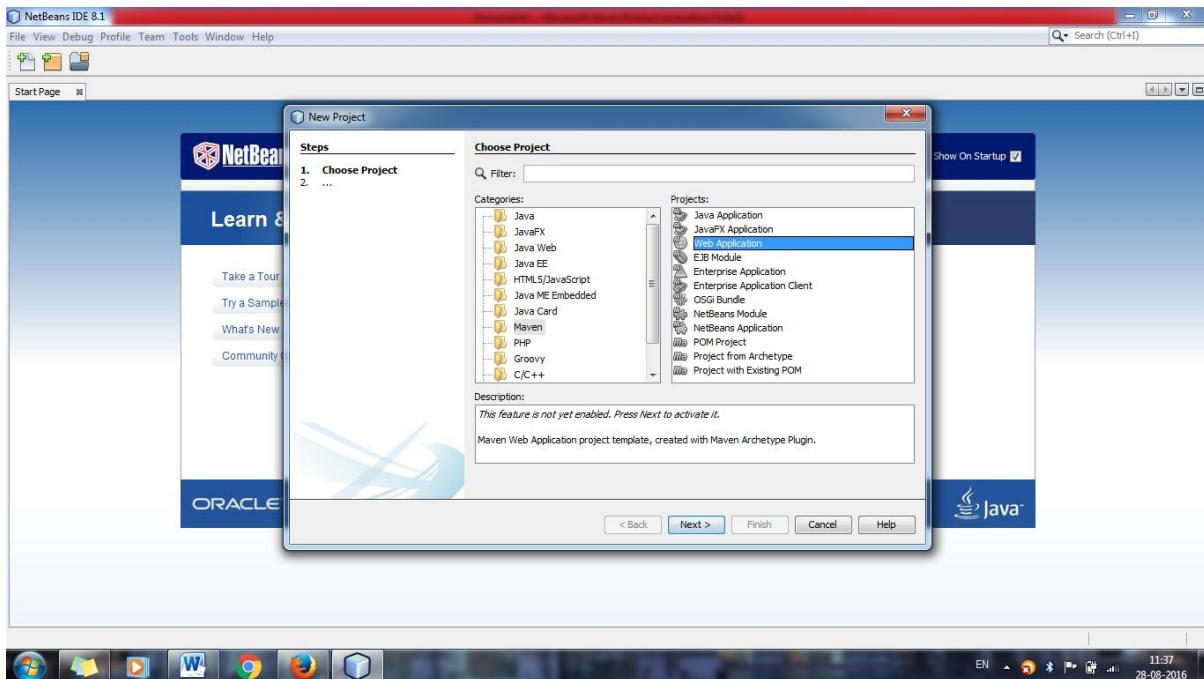 NetBeans IDE 8.1
File View Debug Profile Team Tools Window Help
Search (Ctrl+I)
Start Page
New Project
NetBea
Show On Startup
Learn &
Take a Tour
Try a Sample
What's New
Community
ORACLE
Java
Steps
1. Choose Project
2. ...
Choose Project
Filter:
Categories:
Java
JavaFX
Java Web
Java EE
HTML5/JavaScript
Java ME Embedded
Java Card
Maven
PHP
Groovy
C/C++
Projects:
Java Application
JavaFX Application
Web Application
EJB Module
Enterprise Application
Enterprise Application Client
OSGi Bundle
NetBeans Module
NetBeans Application
POM Project
Project from Archetype
Project with Existing POM
Description:
This feature is not yet enabled. Press Next to activate it.
Maven Web Application project template, created with Maven Archetype Plugin.
< Back Next > Finish Cancel Help
EN
11:37
28-08-2016